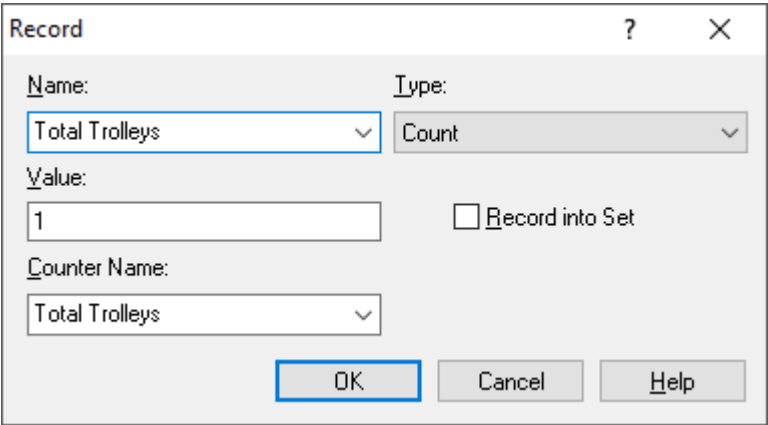 Record ?
Name: Type:
Total Trolleys Count
Value:
1 Record into Set
Counter Name:
Total Trolleys
OK Cancel Help